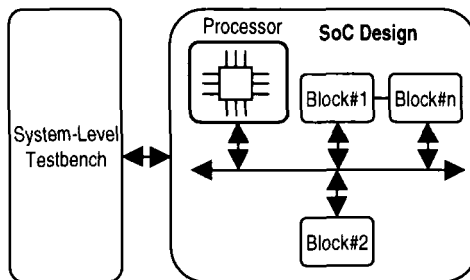 Processor
SoC Design
Block#1
Block#n
System-Level
Testbench
Block#2